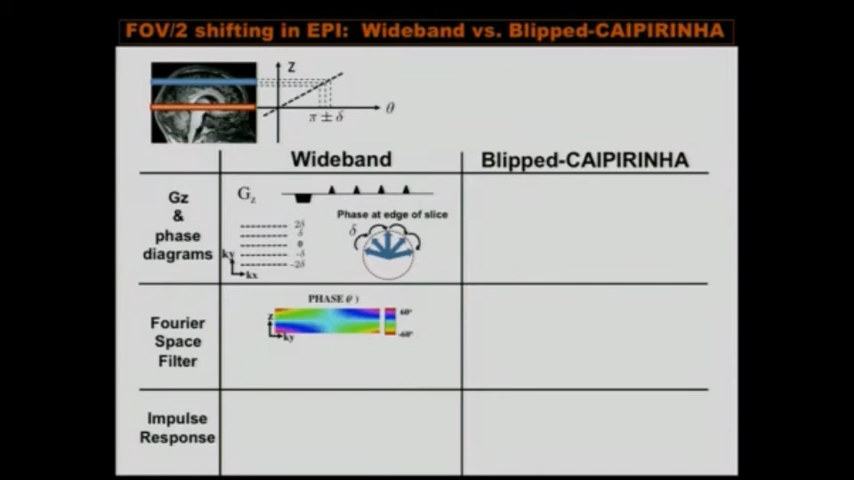 FOV/2 shifting in EPI: Wideband vs. Blipped-CAIPIRINHA
Z
θ
π ± δ
Wideband
Blipped-CAIPIRINHA
Gz
&
phase
diagrams
Gz
Phase at edge of slice
2δ
δ
0
-δ
-2δ
δ
ky
kx
Fourier
Space
Filter
PHASE θ )
60°
-60°
z
ky
Impulse
Response